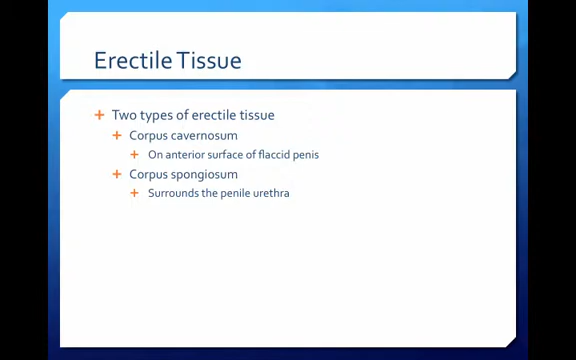 Erectile Tissue
Two types of erectile tissue
Corpus cavernosum
On anterior surface of flaccid penis
Corpus spongiosum
Surrounds the penile urethra